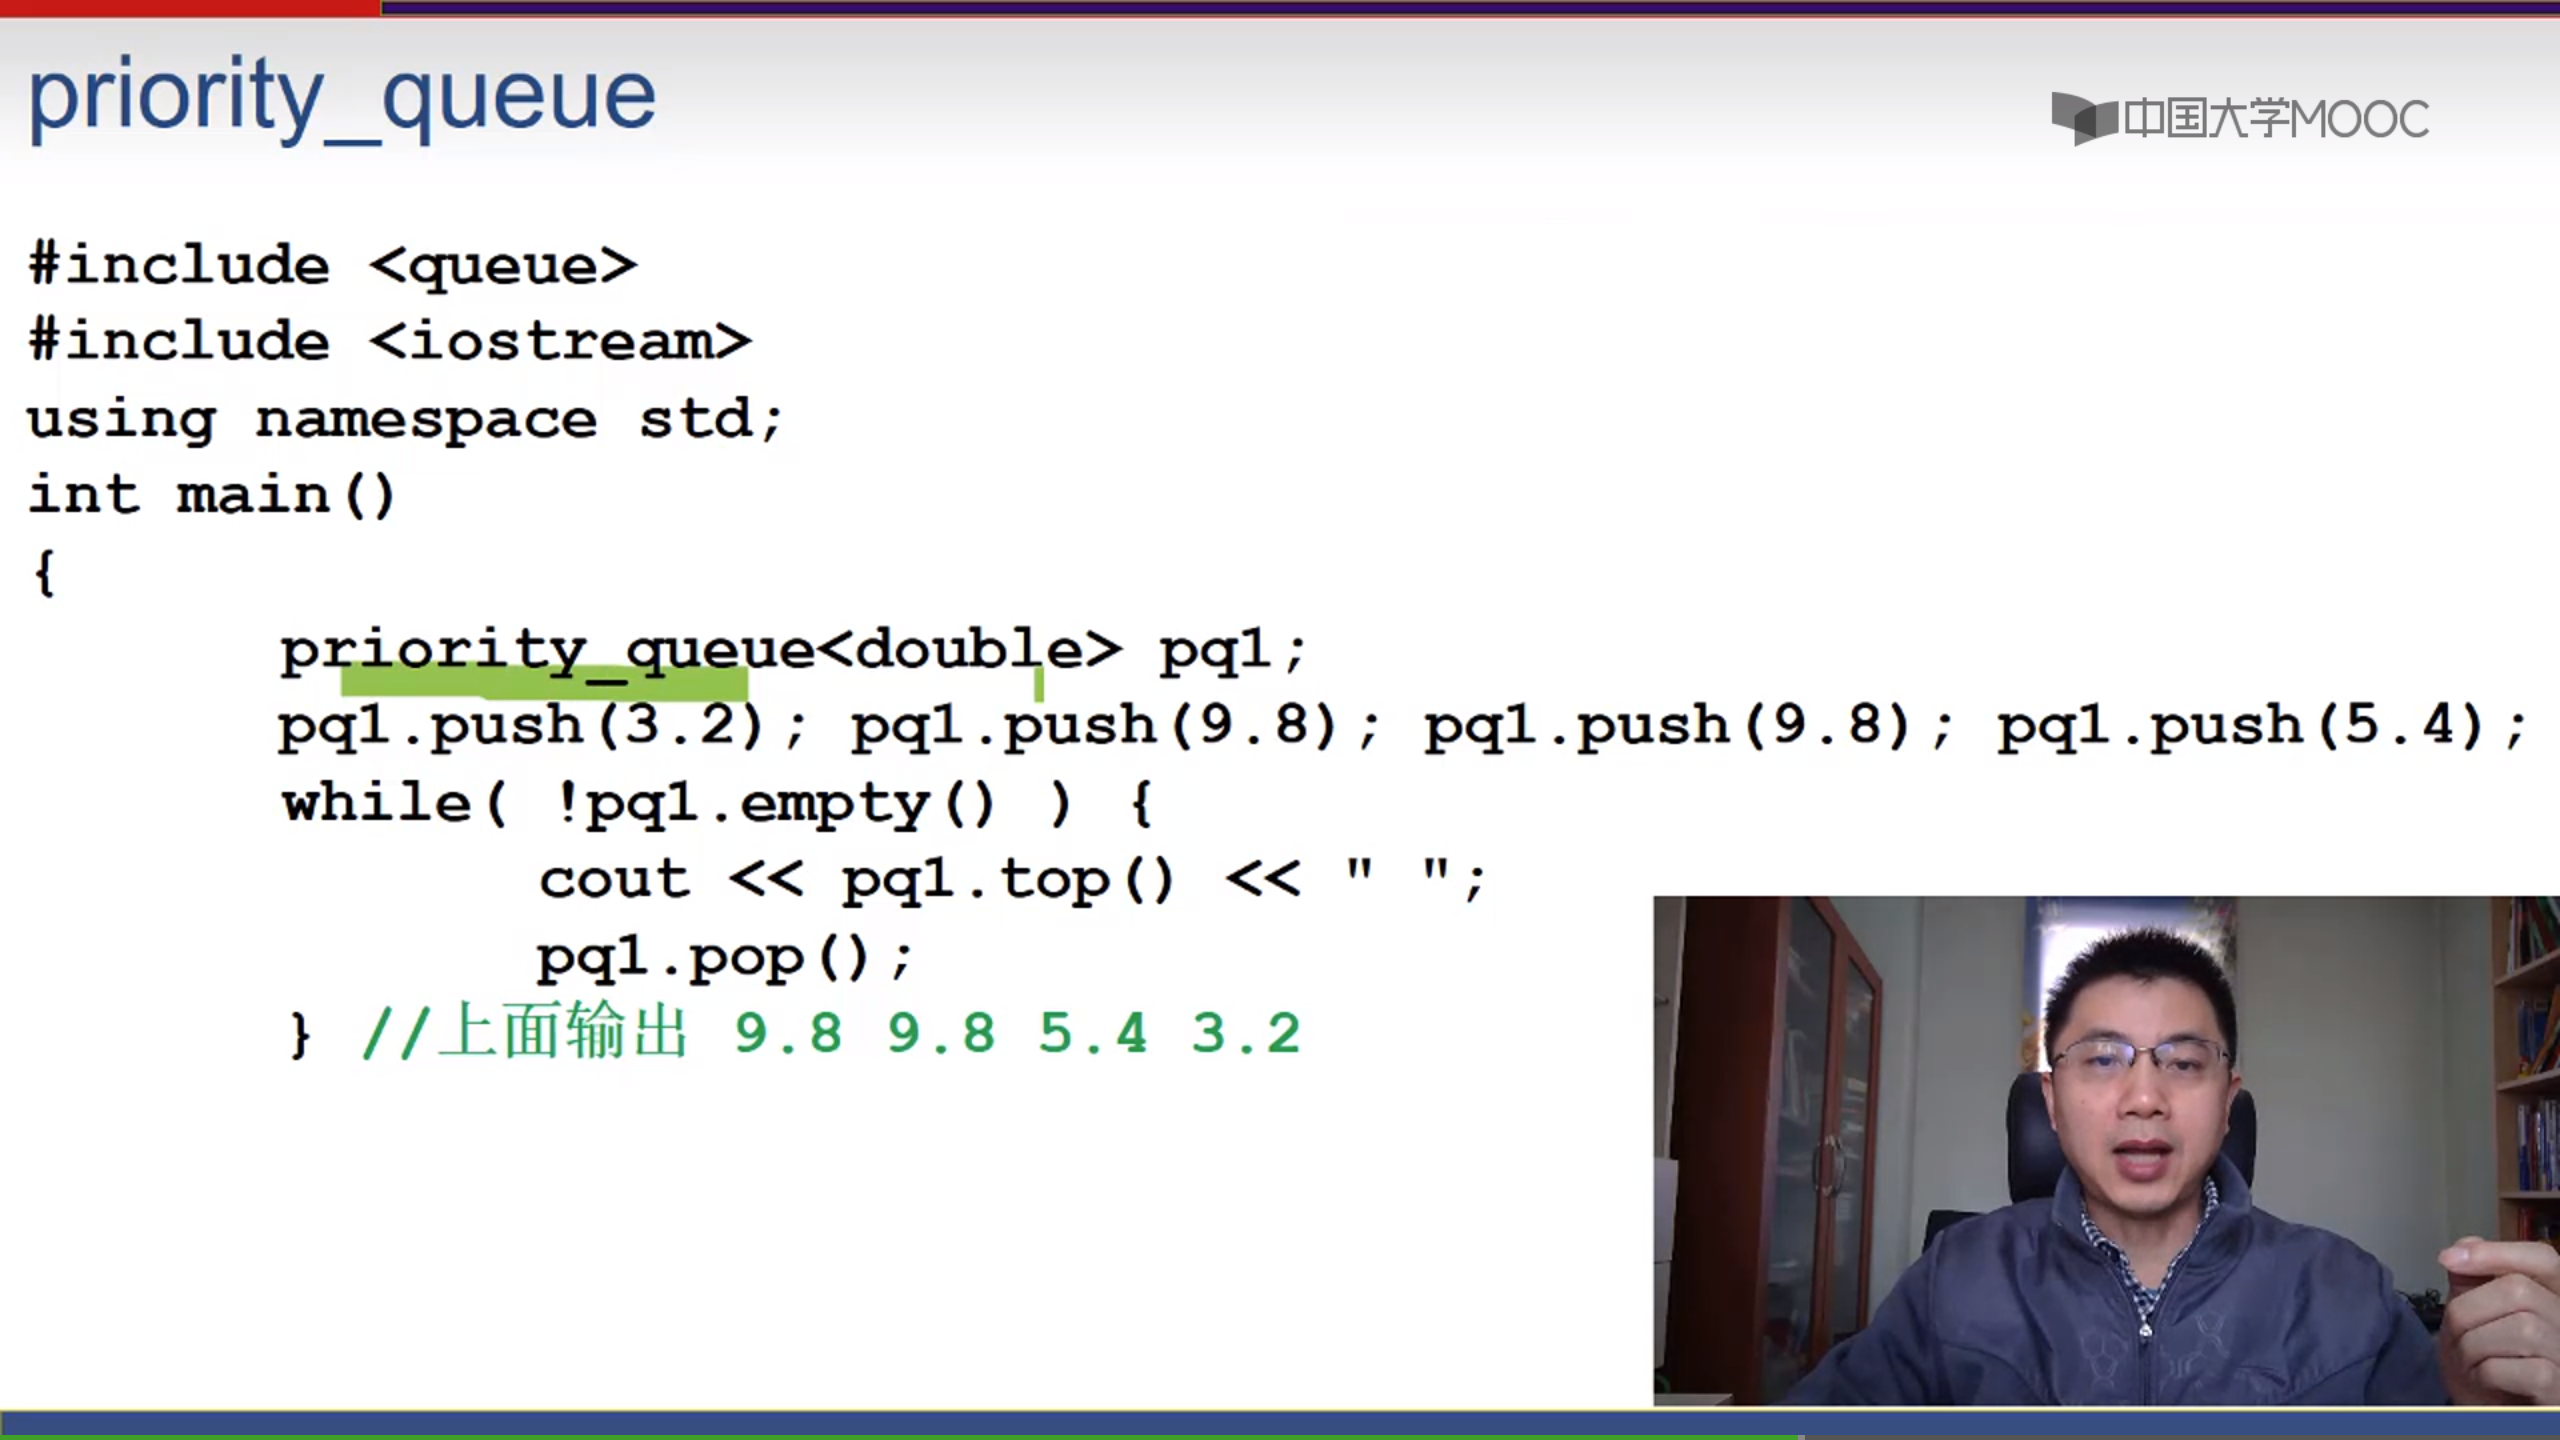 priority_queue
中国大学MOOC
#include <queue>
#include <iostream>
using namespace std;
int main()
{
priority_queue<double> pq1;
pq1.push(3.2); pq1.push(9.8); pq1.push(9.8); pq1.push(5.4);
while( !pq1.empty() ) {
cout << pq1.top() << " ";
pq1.pop();
} //上面输出 9.8 9.8 5.4 3.2